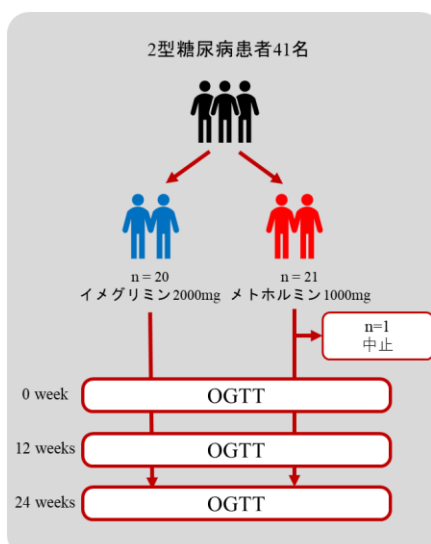 2型糖尿病患者41名
n = 20
イメグリミン2000mg
n = 21
メトホルミン1000mg
n=1
中止
0 week
OGTT
12 weeks
OGTT
24 weeks
OGTT